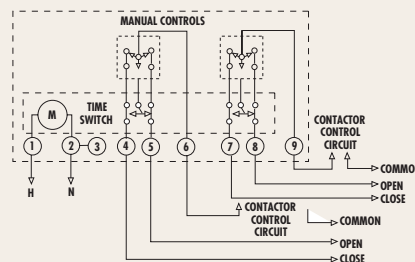 MANUAL CONTROLS
M
TIME
SWITCH
1
2
3
4
5
6
7
8
9
CONTACTOR
CONTROL
CIRCUIT
H
N
COMMON
OPEN
CLOSE
CONTACTOR
CONTROL
CIRCUIT
COMMON
OPEN
CLOSE